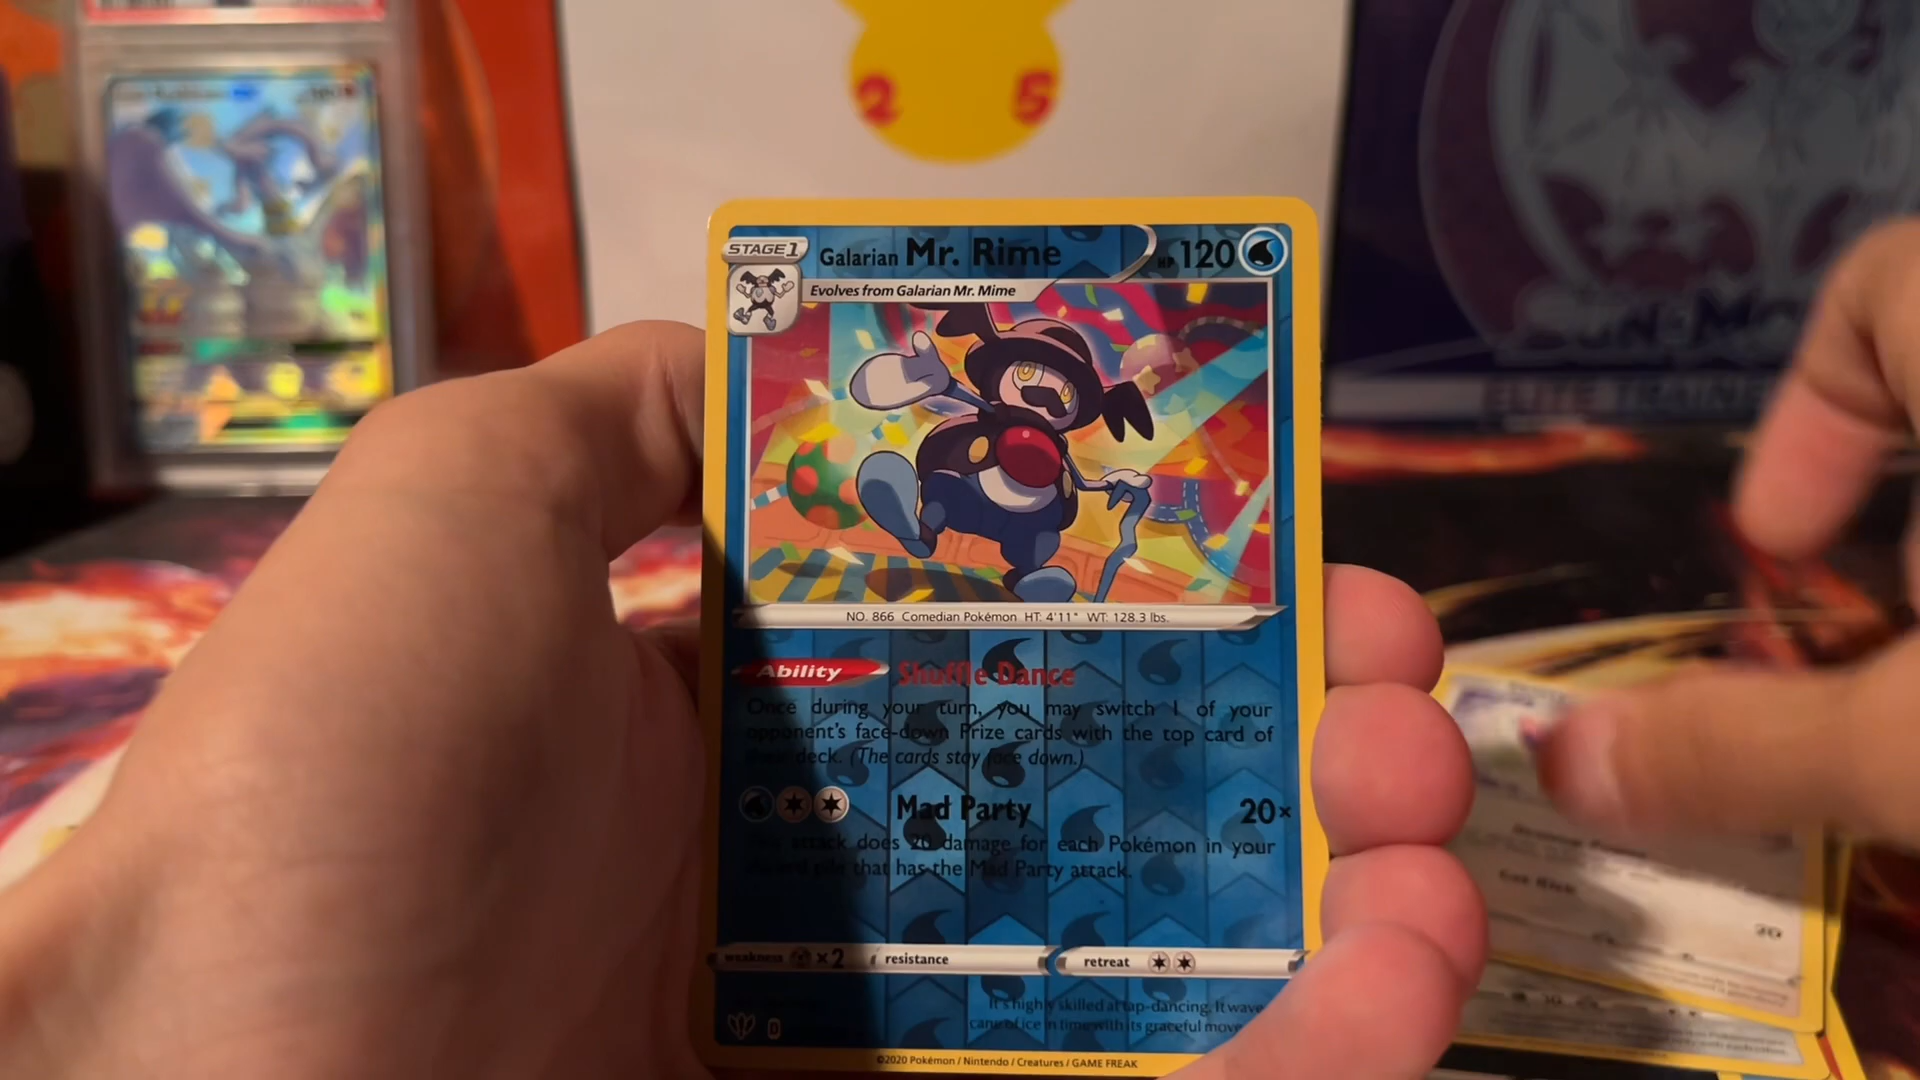 2 5
STAGE 1
Galarian Mr. Rime
HP 120
Evolves from Galarian Mr. Mime
NO. 866 Comedian Pokémon HT: 4'11" WT: 128.3 lbs.
Ability Shuffle Dance
Once during your turn, you may switch 1 of your
opponent's face-down Prize cards with the top card of
deck. (The cards stay face down.)
Mad Party 20×
attack does 20 damage for each Pokémon in your
that has the Mad Party attack.
weakness ×2 resistance retreat
It's highly skilled at tap-dancing. It wave
cane of ice in time with its graceful move
D
©2020 Pokémon / Nintendo / Creatures / GAME FREAK
20